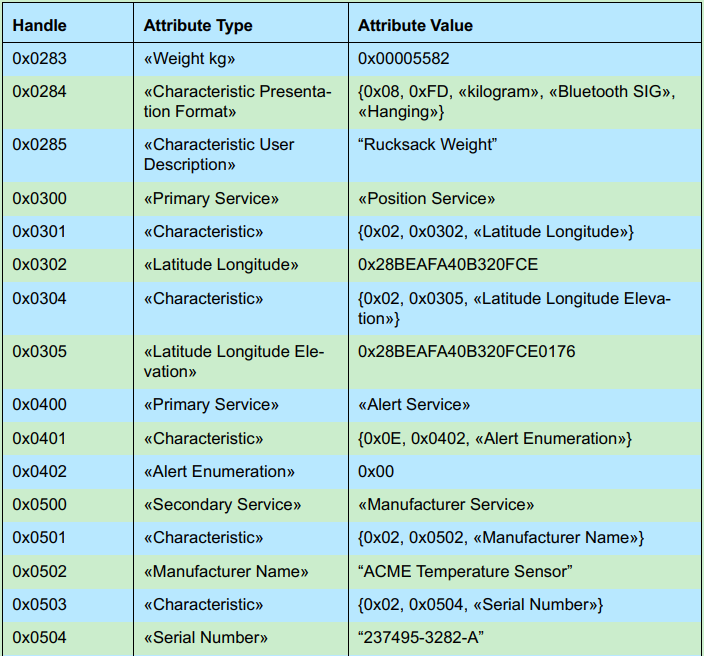 Handle Attribute Type Attribute Value
0x0283 «Weight kg» 0x00005582
0x0284 «Characteristic Presenta- {0x08, 0xFD, «kilogram», «Bluetooth SIG»,
tion Format» «Hanging»}
0x0285 «Characteristic User “Rucksack Weight”
Description»
0x0300 «Primary Service» «Position Service»
0x0301 «Characteristic» {0x02, 0x0302, «Latitude Longitude»}
0x0302 «Latitude Longitude» 0x28BEAFA40B320FCE
0x0304 «Characteristic» {0x02, 0x0305, «Latitude Longitude Eleva-
tion»}
0x0305 «Latitude Longitude Ele- 0x28BEAFA40B320FCE0176
vation»
0x0400 «Primary Service» «Alert Service»
0x0401 «Characteristic» {0x0E, 0x0402, «Alert Enumeration»}
0x0402 «Alert Enumeration» 0x00
0x0500 «Secondary Service» «Manufacturer Service»
0x0501 «Characteristic» {0x02, 0x0502, «Manufacturer Name»}
0x0502 «Manufacturer Name» “ACME Temperature Sensor”
0x0503 «Characteristic» {0x02, 0x0504, «Serial Number»}
0x0504 «Serial Number» “237495-3282-A”